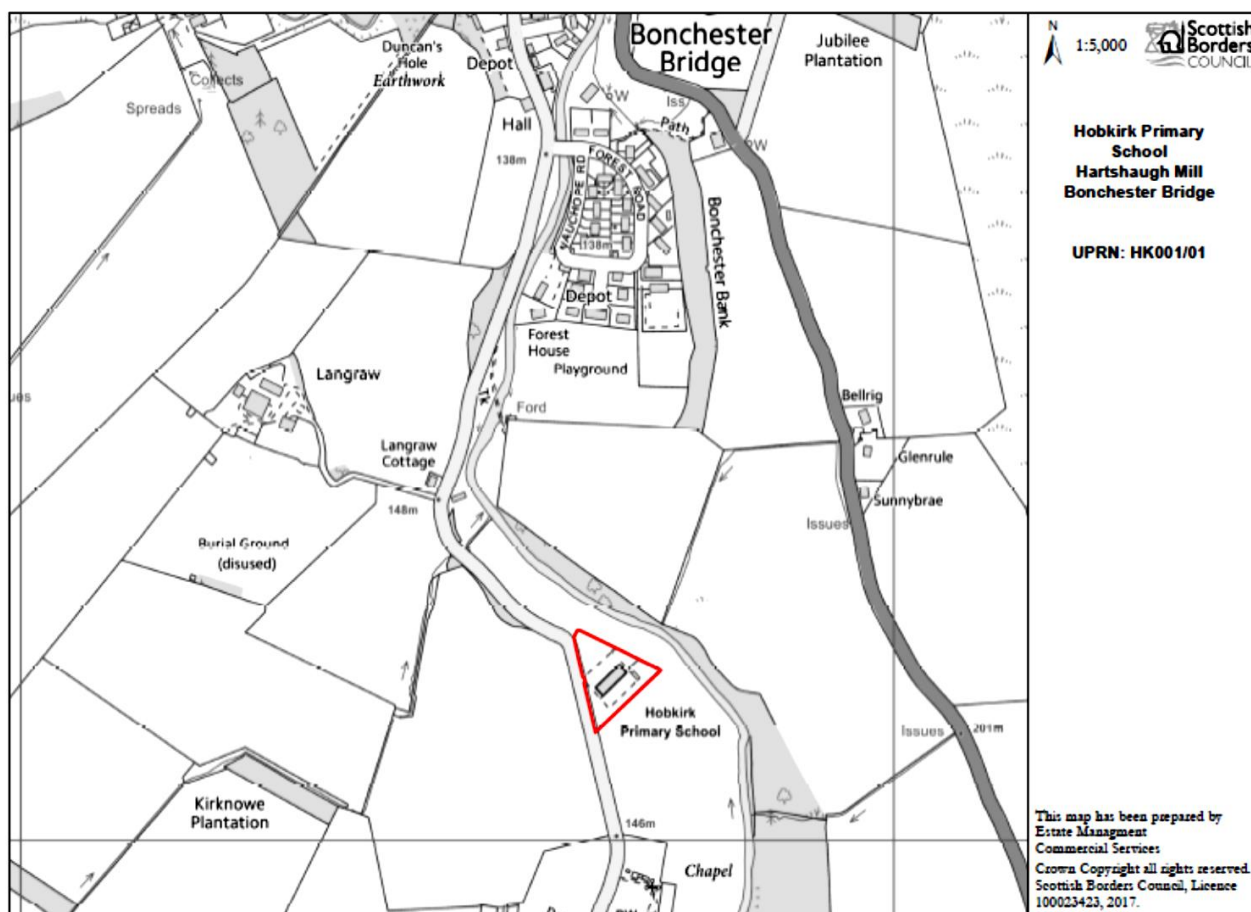 Bonchester
Bridge
Jubilee
Plantation
Duncan's
Hole
Earthwork
Depot
Collects
Spreads
Hall
138m
W
Iss
Path
W
FOREST ROAD
WAUCHOPE RD
138m
Bonchester Bank
Depot
Forest
House
Playground
Langraw
Tk
Ford
Bellrig
Langraw
Cottage
Glenrule
Sunnybrae
148m
Issues
Burial Ground
(disused)
Hobkirk
Primary School
Issues
201m
Kirknowe
Plantation
146m
Chapel
N
1:5,000
Scottish
Borders
COUNCIL
Hobkirk Primary
School
Hartshaugh Mill
Bonchester Bridge
UPRN: HK001/01
This map has been prepared by
Estate Managment
Commercial Services
Crown Copyright all rights reserved.
Scottish Borders Council, Licence
100023423, 2017.